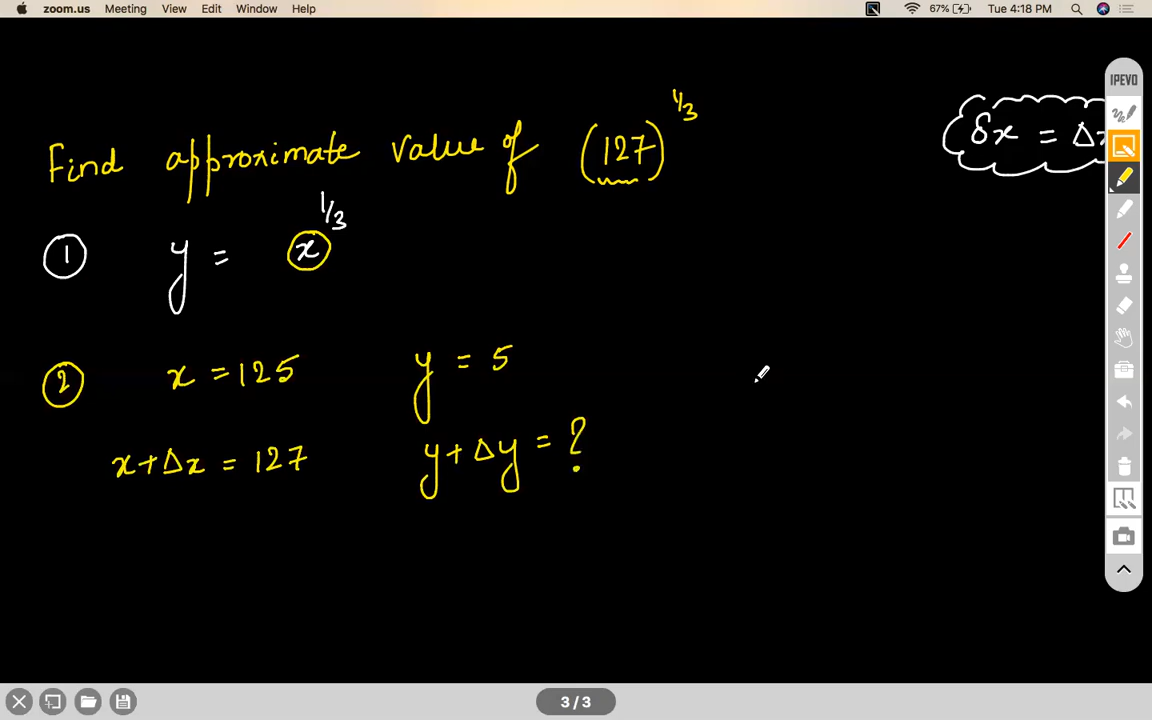 zoom.us Meeting View Edit Window Help 67% Tue 4:18 PM
IPEVO
Find approximate value of (127)^1/3
δx = Δx
① y = x^1/3
② x = 125 y = 5
x + Δx = 127 y + Δy = ?
3 / 3